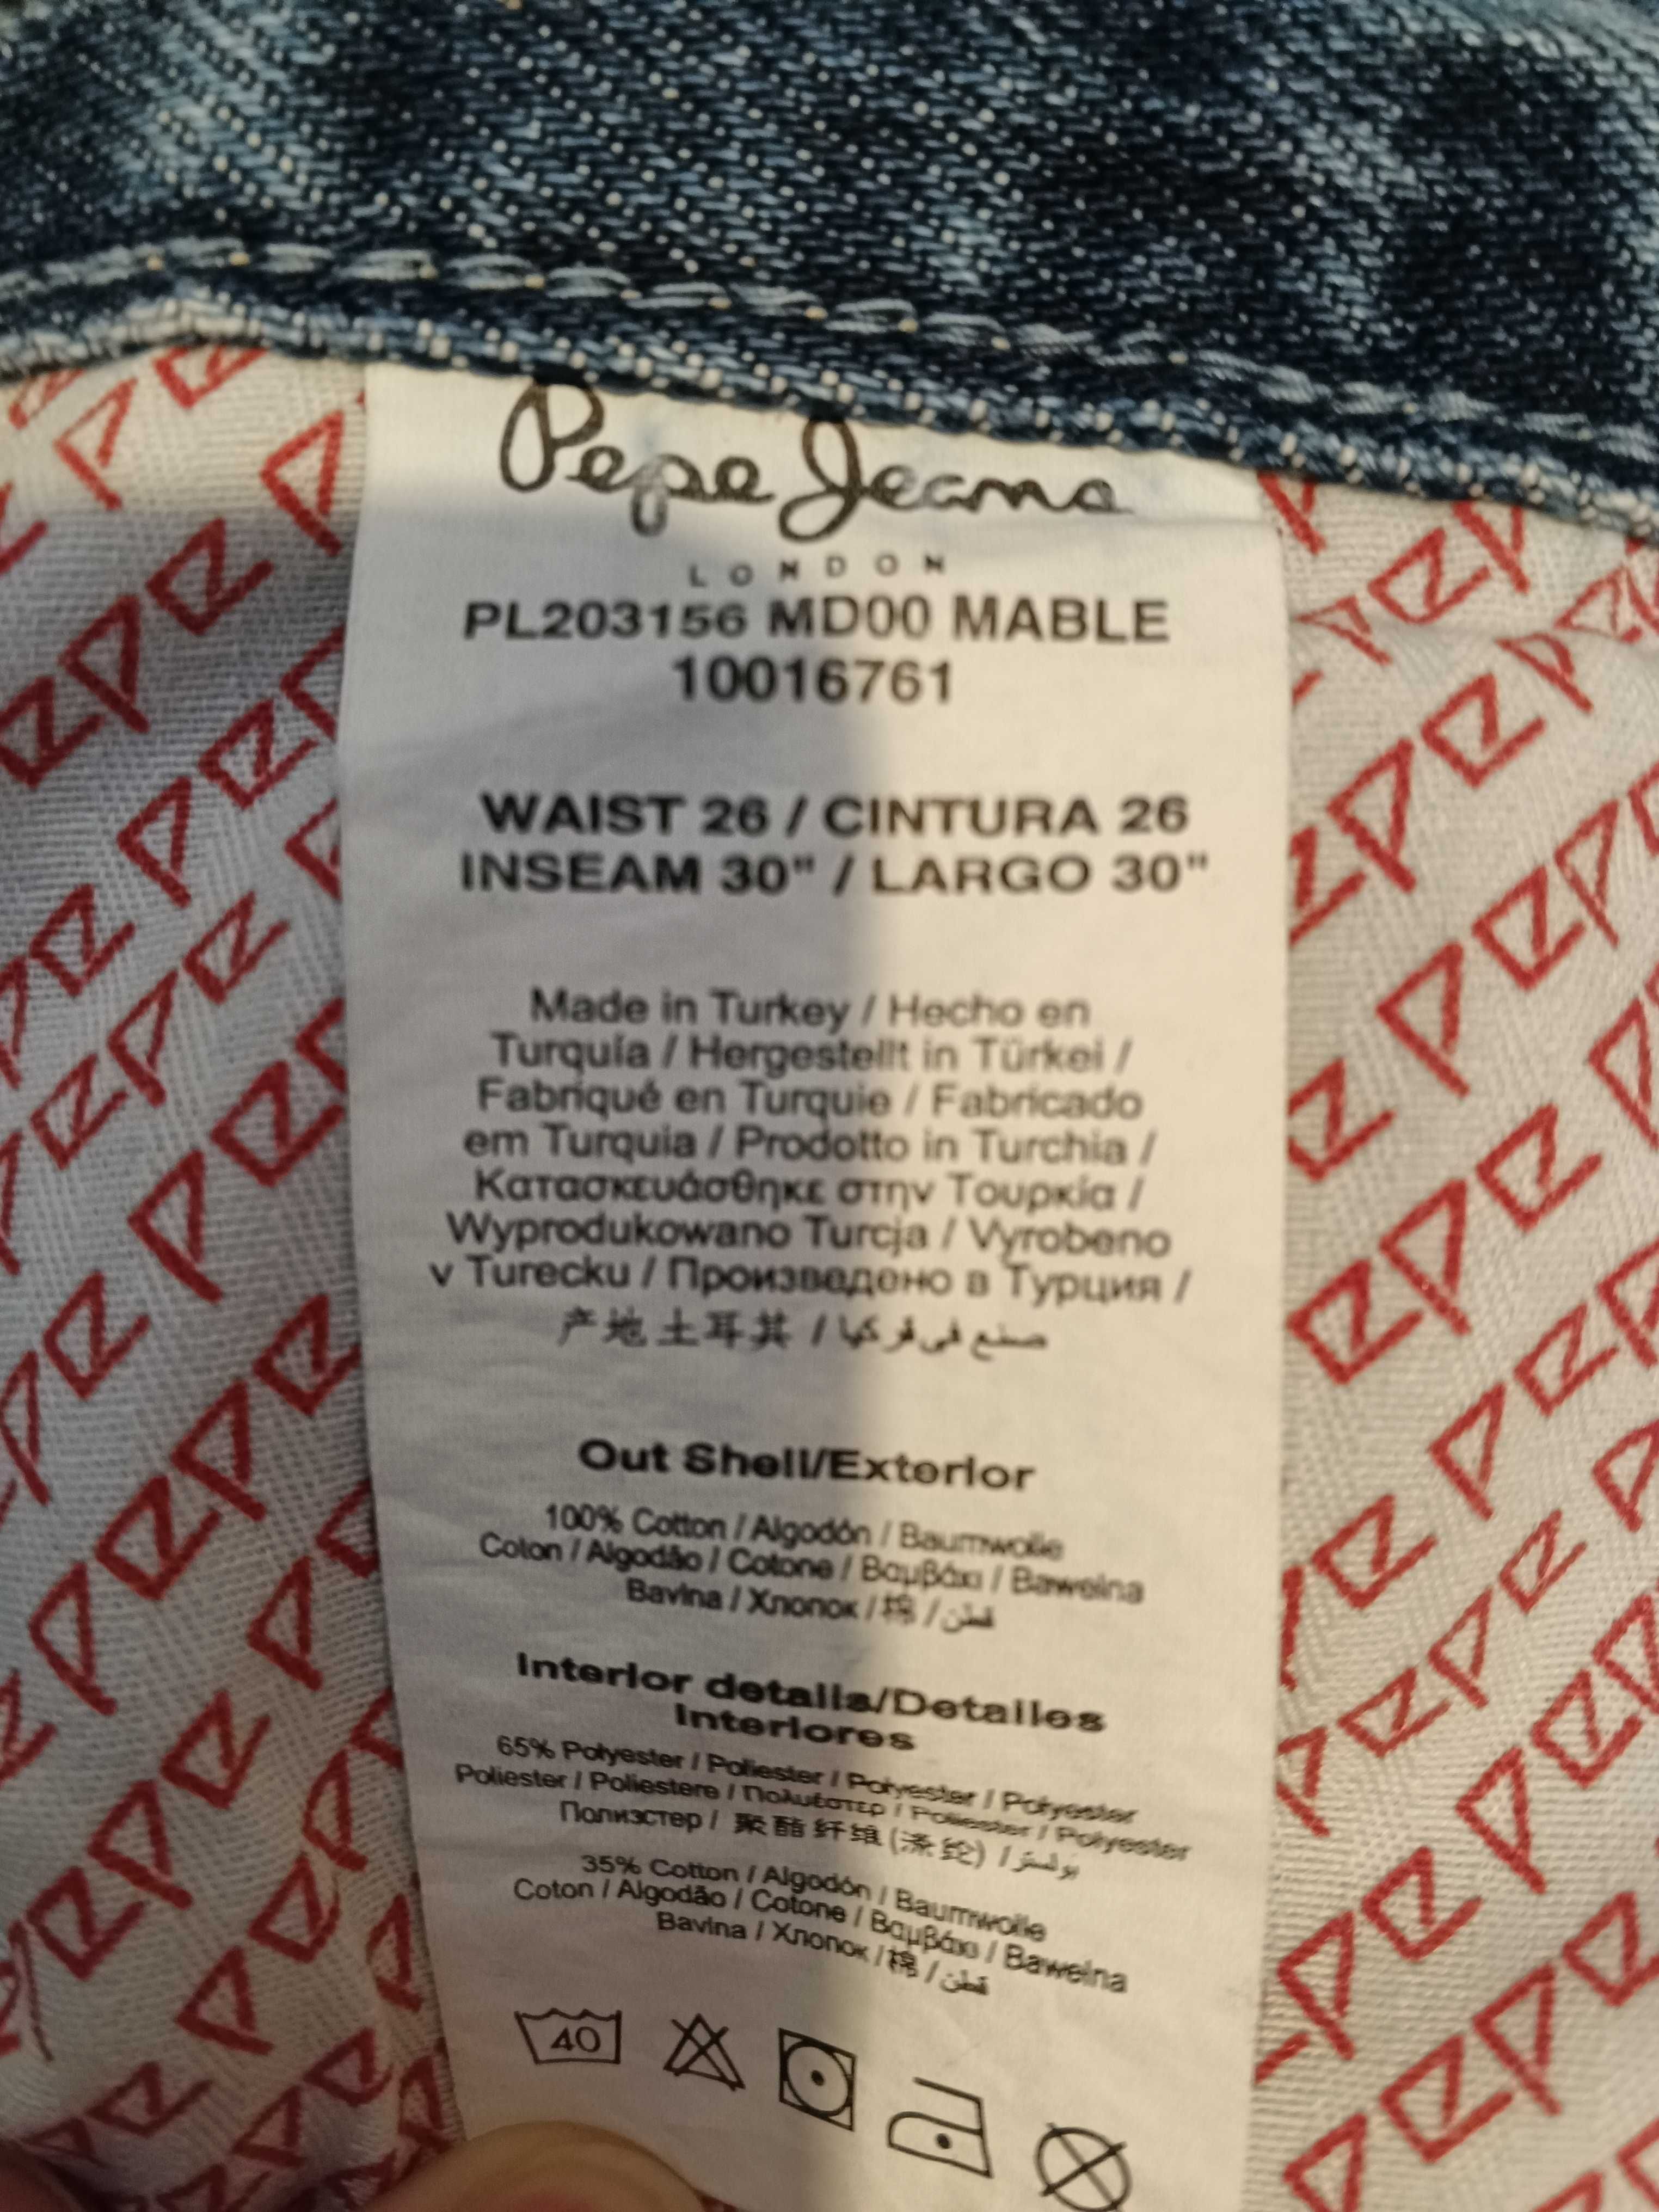 Pepe Jeans
LONDON
PL203156 MD00 MABLE
10016761
WAIST 26 / CINTURA 26
INSEAM 30" / LARGO 30"
Made in Turkey / Hecho en
Turquía / Hergestellt in Türkei /
Fabriqué en Turquie / Fabricado
em Turquia / Prodotto in Turchia /
Κατασκευάσθηκε στην Τουρκία /
Wyprodukowano Turcja / Vyrobeno
v Turecku / Произведено в Турция /
产地土耳其 / صنع في
Out Shell/Exterior
100% Cotton / Algodón / Baumwolle
Coton / Algodão / Cotone / Βαμβάκι / Bawelna
Bavlna / Хлопок / 棉 / قطن
Interior details/Detalles
Interiores
65% Polyester / Poliester / Polyester / Polyester
Poliester / Poliestere / Πολυέστερ / Poliester / Polyester
Полиэстер / 聚酯纤维 (涤纶) /
35% Cotton / Algodón / Baumwolle
Coton / Algodão / Cotone / Βαμβάκι / Bawelna
Bavlna / Хлопок / 棉 / قطن
40